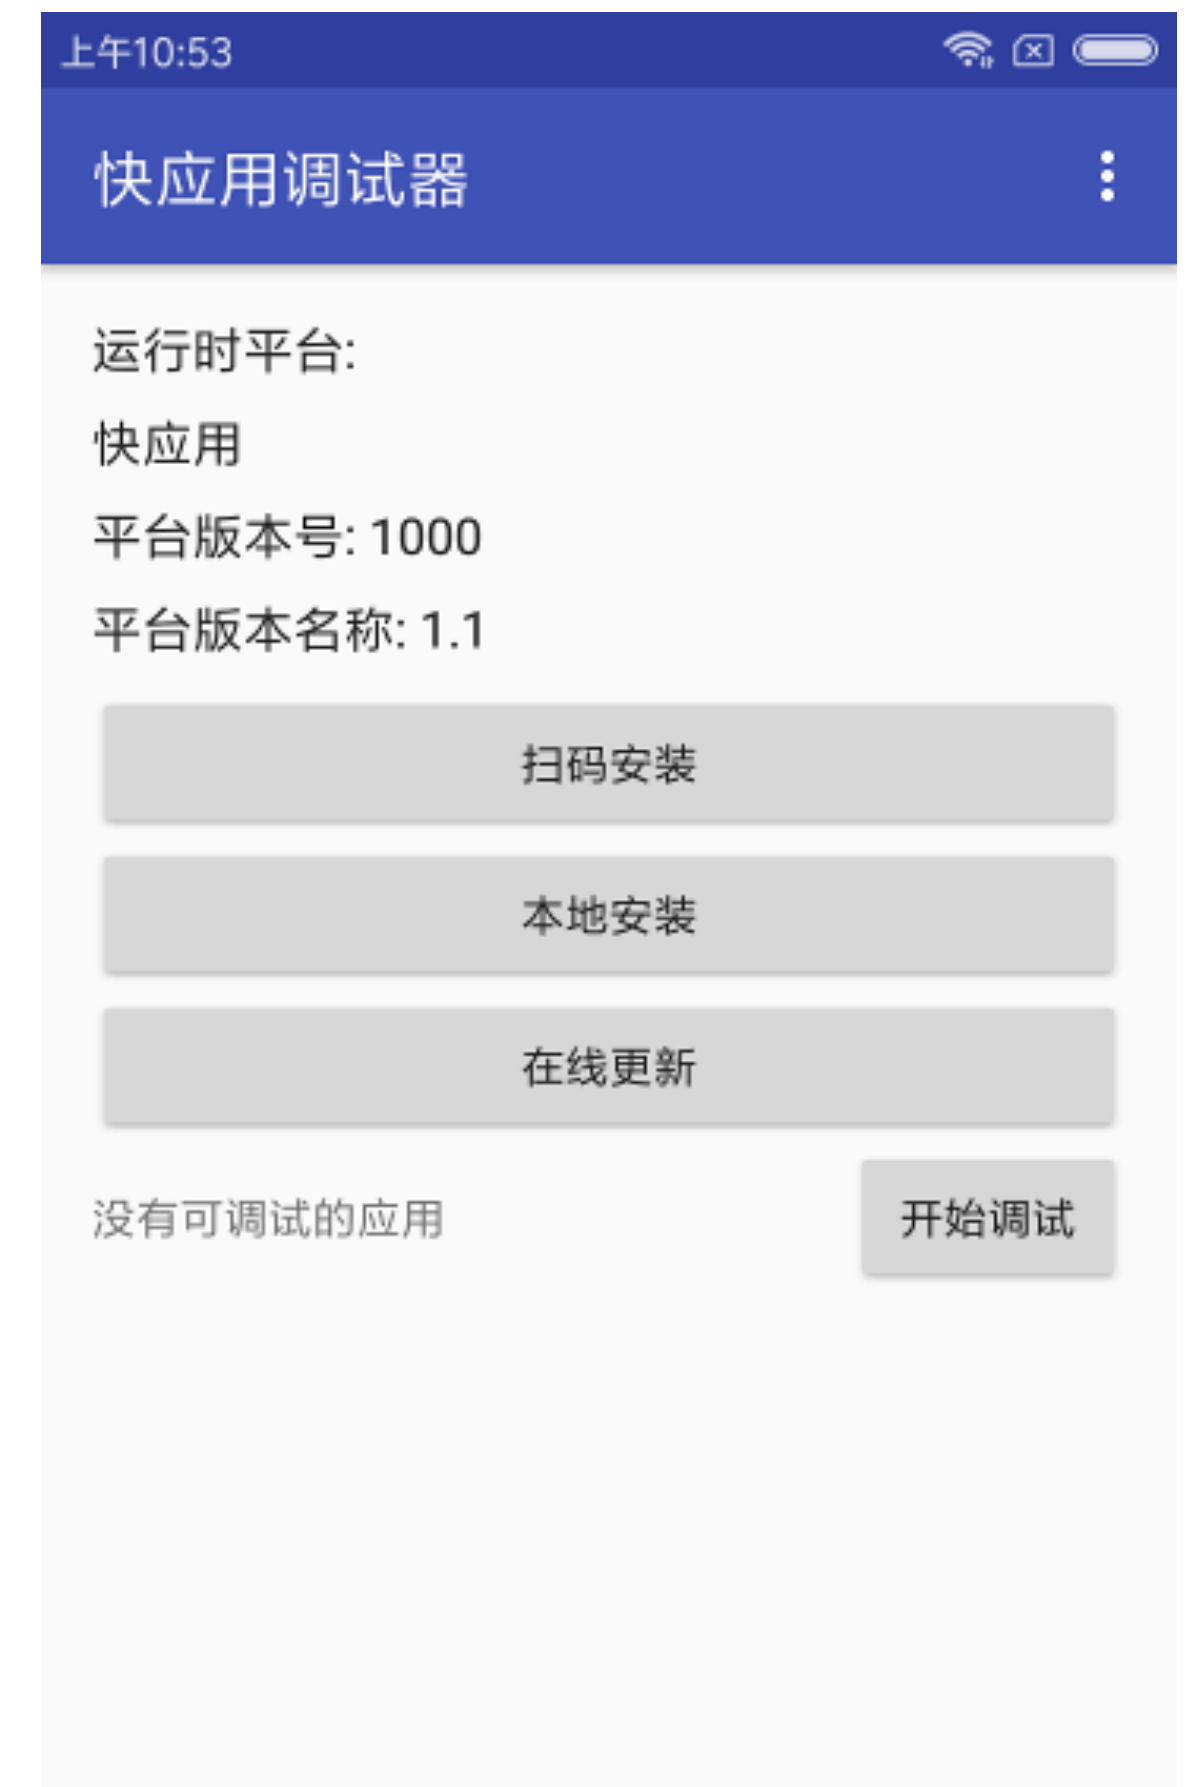 上午10:53
快应用调试器
运行时平台:
快应用
平台版本号: 1000
平台版本名称: 1.1
扫码安装
本地安装
在线更新
没有可调试的应用
开始调试